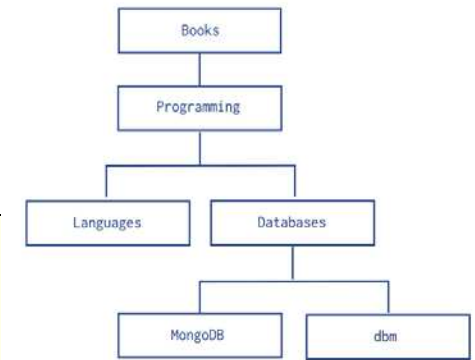 Books
Programming
Languages
Databases
MongoDB
dbm